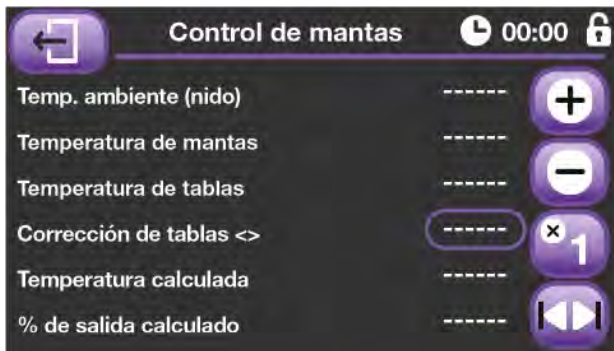 Control de mantas 00:00
Temp. ambiente (nido) ------
Temperatura de mantas ------
Temperatura de tablas ------
Corrección de tablas <> ------
Temperatura calculada ------
% de salida calculado ------
+
−
×1